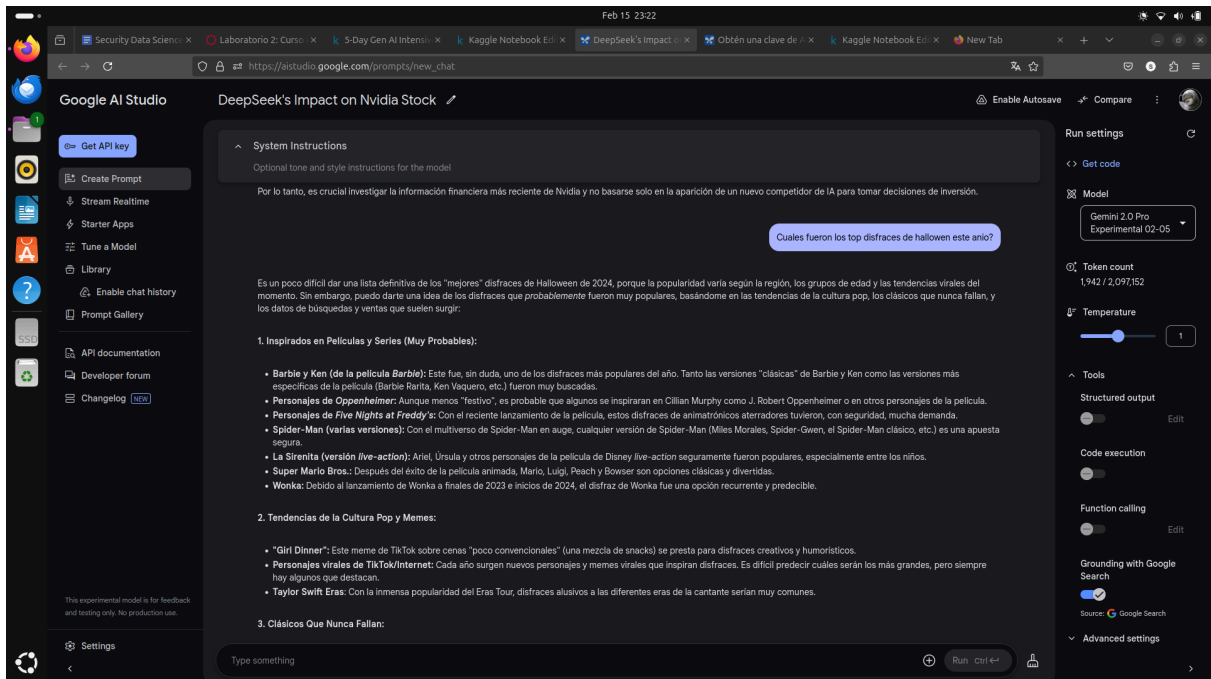 Feb 15 23:22
Security Data Science
Laboratorio 2: Curso
5-Day Gen AI Intensiv
Kaggle Notebook Edi
DeepSeek's Impact o
Obtén una clave de
Kaggle Notebook Edi
New Tab
https://aistudio.google.com/prompts/new_chat
Google AI Studio
DeepSeek's Impact on Nvidia Stock
Enable Autosave
Compare
Get API key
Create Prompt
Stream Realtime
Starter Apps
Tune a Model
Library
Enable chat history
Prompt Gallery
API documentation
Developer forum
Changelog NEW
This experimental model is for feedback
and testing only. No production use.
Settings
System Instructions
Optional tone and style instructions for the model
Por lo tanto, es crucial investigar la información financiera más reciente de Nvidia y no basarse solo en la aparición de un nuevo competidor de IA para tomar decisiones de inversión.
Cuales fueron los top disfraces de hallowen este anio?
Es un poco difícil dar una lista definitiva de los "mejores" disfraces de Halloween de 2024, porque la popularidad varía según la región, los grupos de edad y las tendencias virales del
momento. Sin embargo, puedo darte una idea de los disfraces que probablemente fueron muy populares, basándome en las tendencias de la cultura pop, los clásicos que nunca fallan, y
los datos de búsquedas y ventas que suelen surgir:
1. Inspirados en Películas y Series (Muy Probables):
• Barbie y Ken (de la película Barbie): Este fue, sin duda, uno de los disfraces más populares del año. Tanto las versiones "clásicas" de Barbie y Ken como las versiones más
específicas de la película (Barbie Rarita, Ken Vaquero, etc.) fueron muy buscadas.
• Personajes de Oppenheimer: Aunque menos "festivo", es probable que algunos se inspiraran en Cillian Murphy como J. Robert Oppenheimer o en otros personajes de la película.
• Personajes de Five Nights at Freddy's: Con el reciente lanzamiento de la película, estos disfraces de animatrónicos aterradores tuvieron, con seguridad, mucha demanda.
• Spider-Man (varias versiones): Con el multiverso de Spider-Man en auge, cualquier versión de Spider-Man (Miles Morales, Spider-Gwen, el Spider-Man clásico, etc.) es una apuesta
segura.
• La Sirenita (versión live-action): Ariel, Úrsula y otros personajes de la película de Disney live-action seguramente fueron populares, especialmente entre los niños.
• Super Mario Bros.: Después del éxito de la película animada, Mario, Luigi, Peach y Bowser son opciones clásicas y divertidas.
• Wonka: Debido al lanzamiento de Wonka a finales de 2023 e inicios de 2024, el disfraz de Wonka fue una opción recurrente y predecible.
2. Tendencias de la Cultura Pop y Memes:
• "Girl Dinner": Este meme de TikTok sobre cenas "poco convencionales" (una mezcla de snacks) se presta para disfraces creativos y humorísticos.
• Personajes virales de TikTok/Internet: Cada año surgen nuevos personajes y memes virales que inspiran disfraces. Es difícil predecir cuáles serán los más grandes, pero siempre
hay algunos que destacan.
• Taylor Swift Eras: Con la inmensa popularidad del Eras Tour, disfraces alusivos a las diferentes eras de la cantante serían muy comunes.
3. Clásicos Que Nunca Fallan:
Type something
Run Ctrl
Run settings
Get code
Model
Gemini 2.0 Pro
Experimental 02-05
Token count
1,942 / 2,097,152
Temperature
1
Tools
Structured output
Edit
Code execution
Function calling
Edit
Grounding with Google
Search
Source: Google Search
Advanced settings
1
SSD